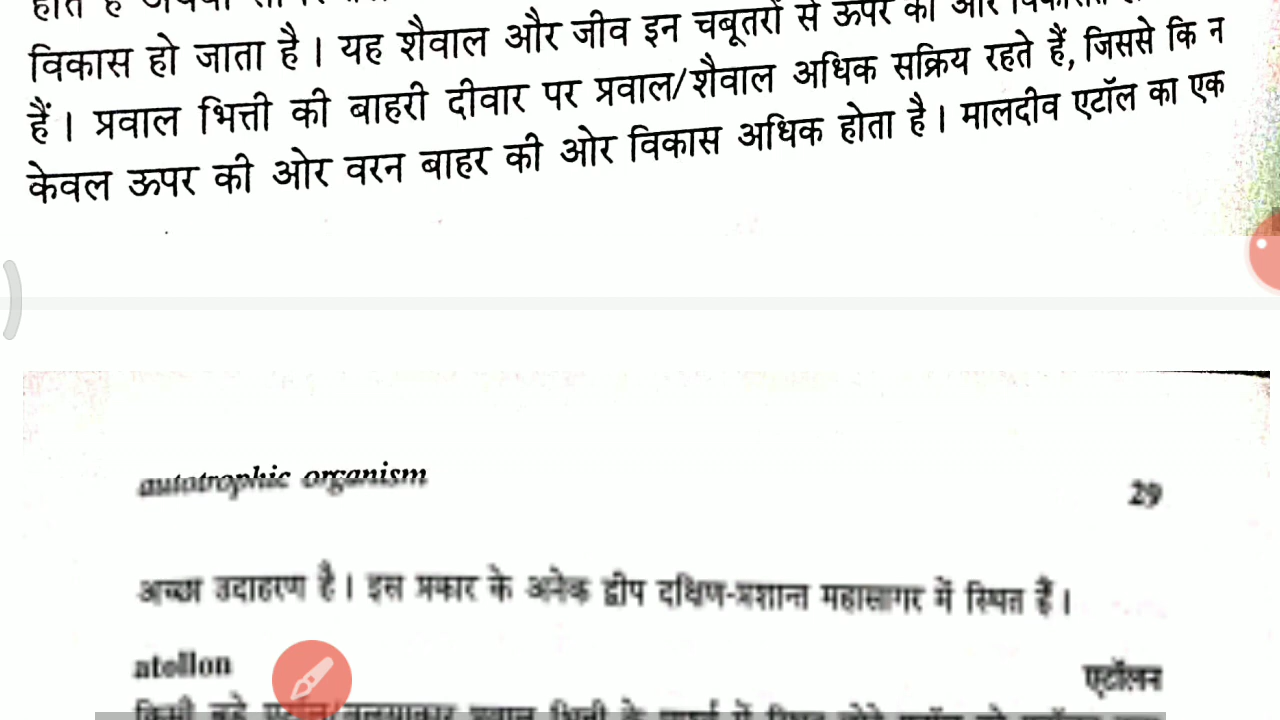 विकास हो जाता है। यह शैवाल और जीव इन चबूतरों से ऊपर की ओर
हैं। प्रवाल भित्ती की बाहरी दीवार पर प्रवाल/शैवाल अधिक सक्रिय रहते हैं, जिससे कि न
केवल ऊपर की ओर वरन बाहर की ओर विकास अधिक होता है। मालदीव एटॉल का एक
autotrophic organism 29
अच्छा उदाहरण है। इस प्रकार के अनेक द्वीप दक्षिण-प्रशान्त महासागर में स्थित हैं।
atollon एटॉलन